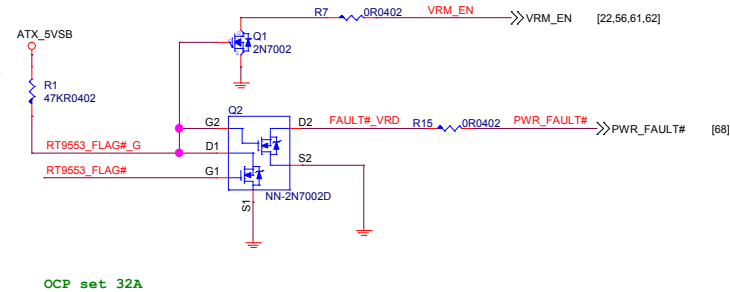 R7 0R0402 VRM_EN VRM_EN [22,56,61,62]
ATX_5VSB
Q1
2N7002
R1
47KR0402
Q2
G2 D2 FAULT#_VRD R15 0R0402 PWR_FAULT# PWR_FAULT# [68]
RT9553_FLAG#_G D1
S2
RT9553_FLAG# G1
NN-2N7002D
S1
OCP set 32A